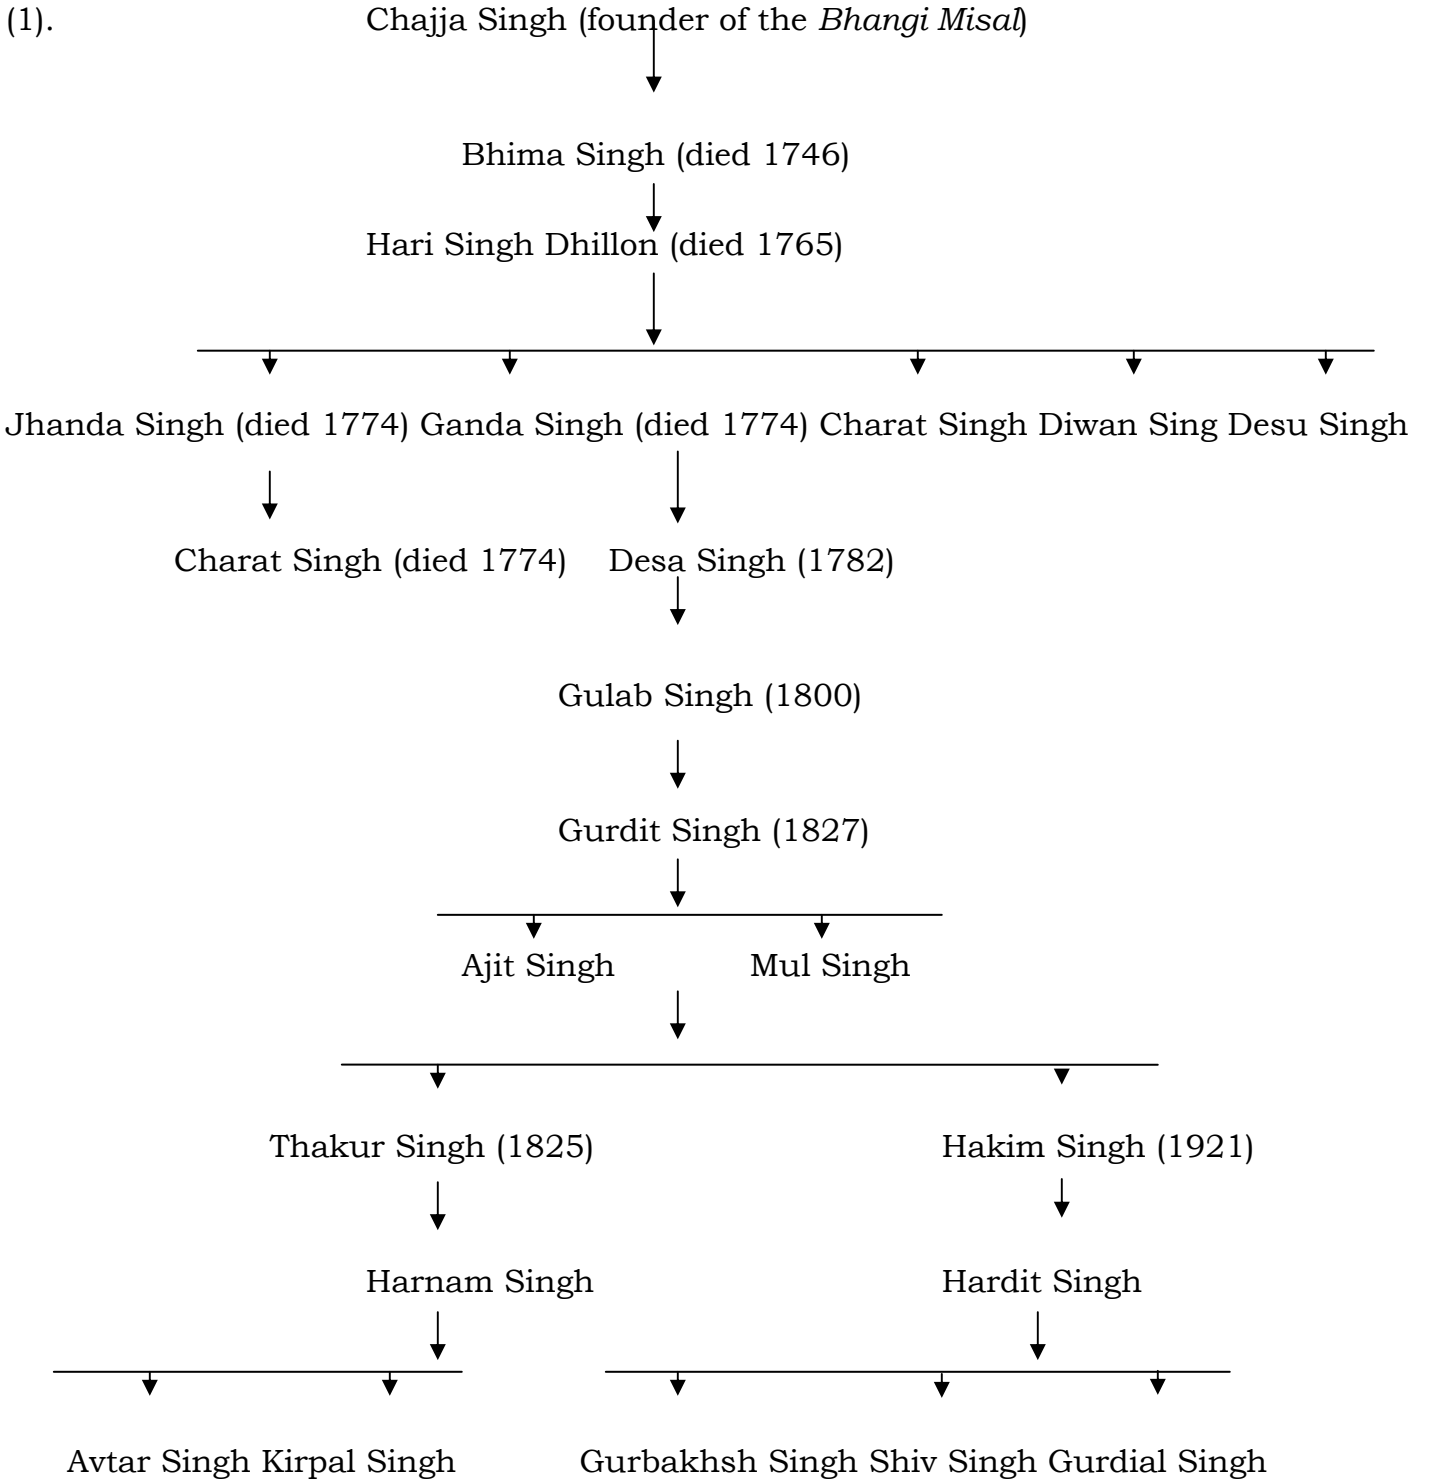 (1). Chajja Singh (founder of the Bhangi Misal)
Bhima Singh (died 1746)
Hari Singh Dhillon (died 1765)
Jhanda Singh (died 1774) Ganda Singh (died 1774) Charat Singh Diwan Sing Desu Singh
Charat Singh (died 1774) Desa Singh (1782)
Gulab Singh (1800)
Gurdit Singh (1827)
Ajit Singh Mul Singh
Thakur Singh (1825) Hakim Singh (1921)
Harnam Singh Hardit Singh
Avtar Singh Kirpal Singh Gurbakhsh Singh Shiv Singh Gurdial Singh